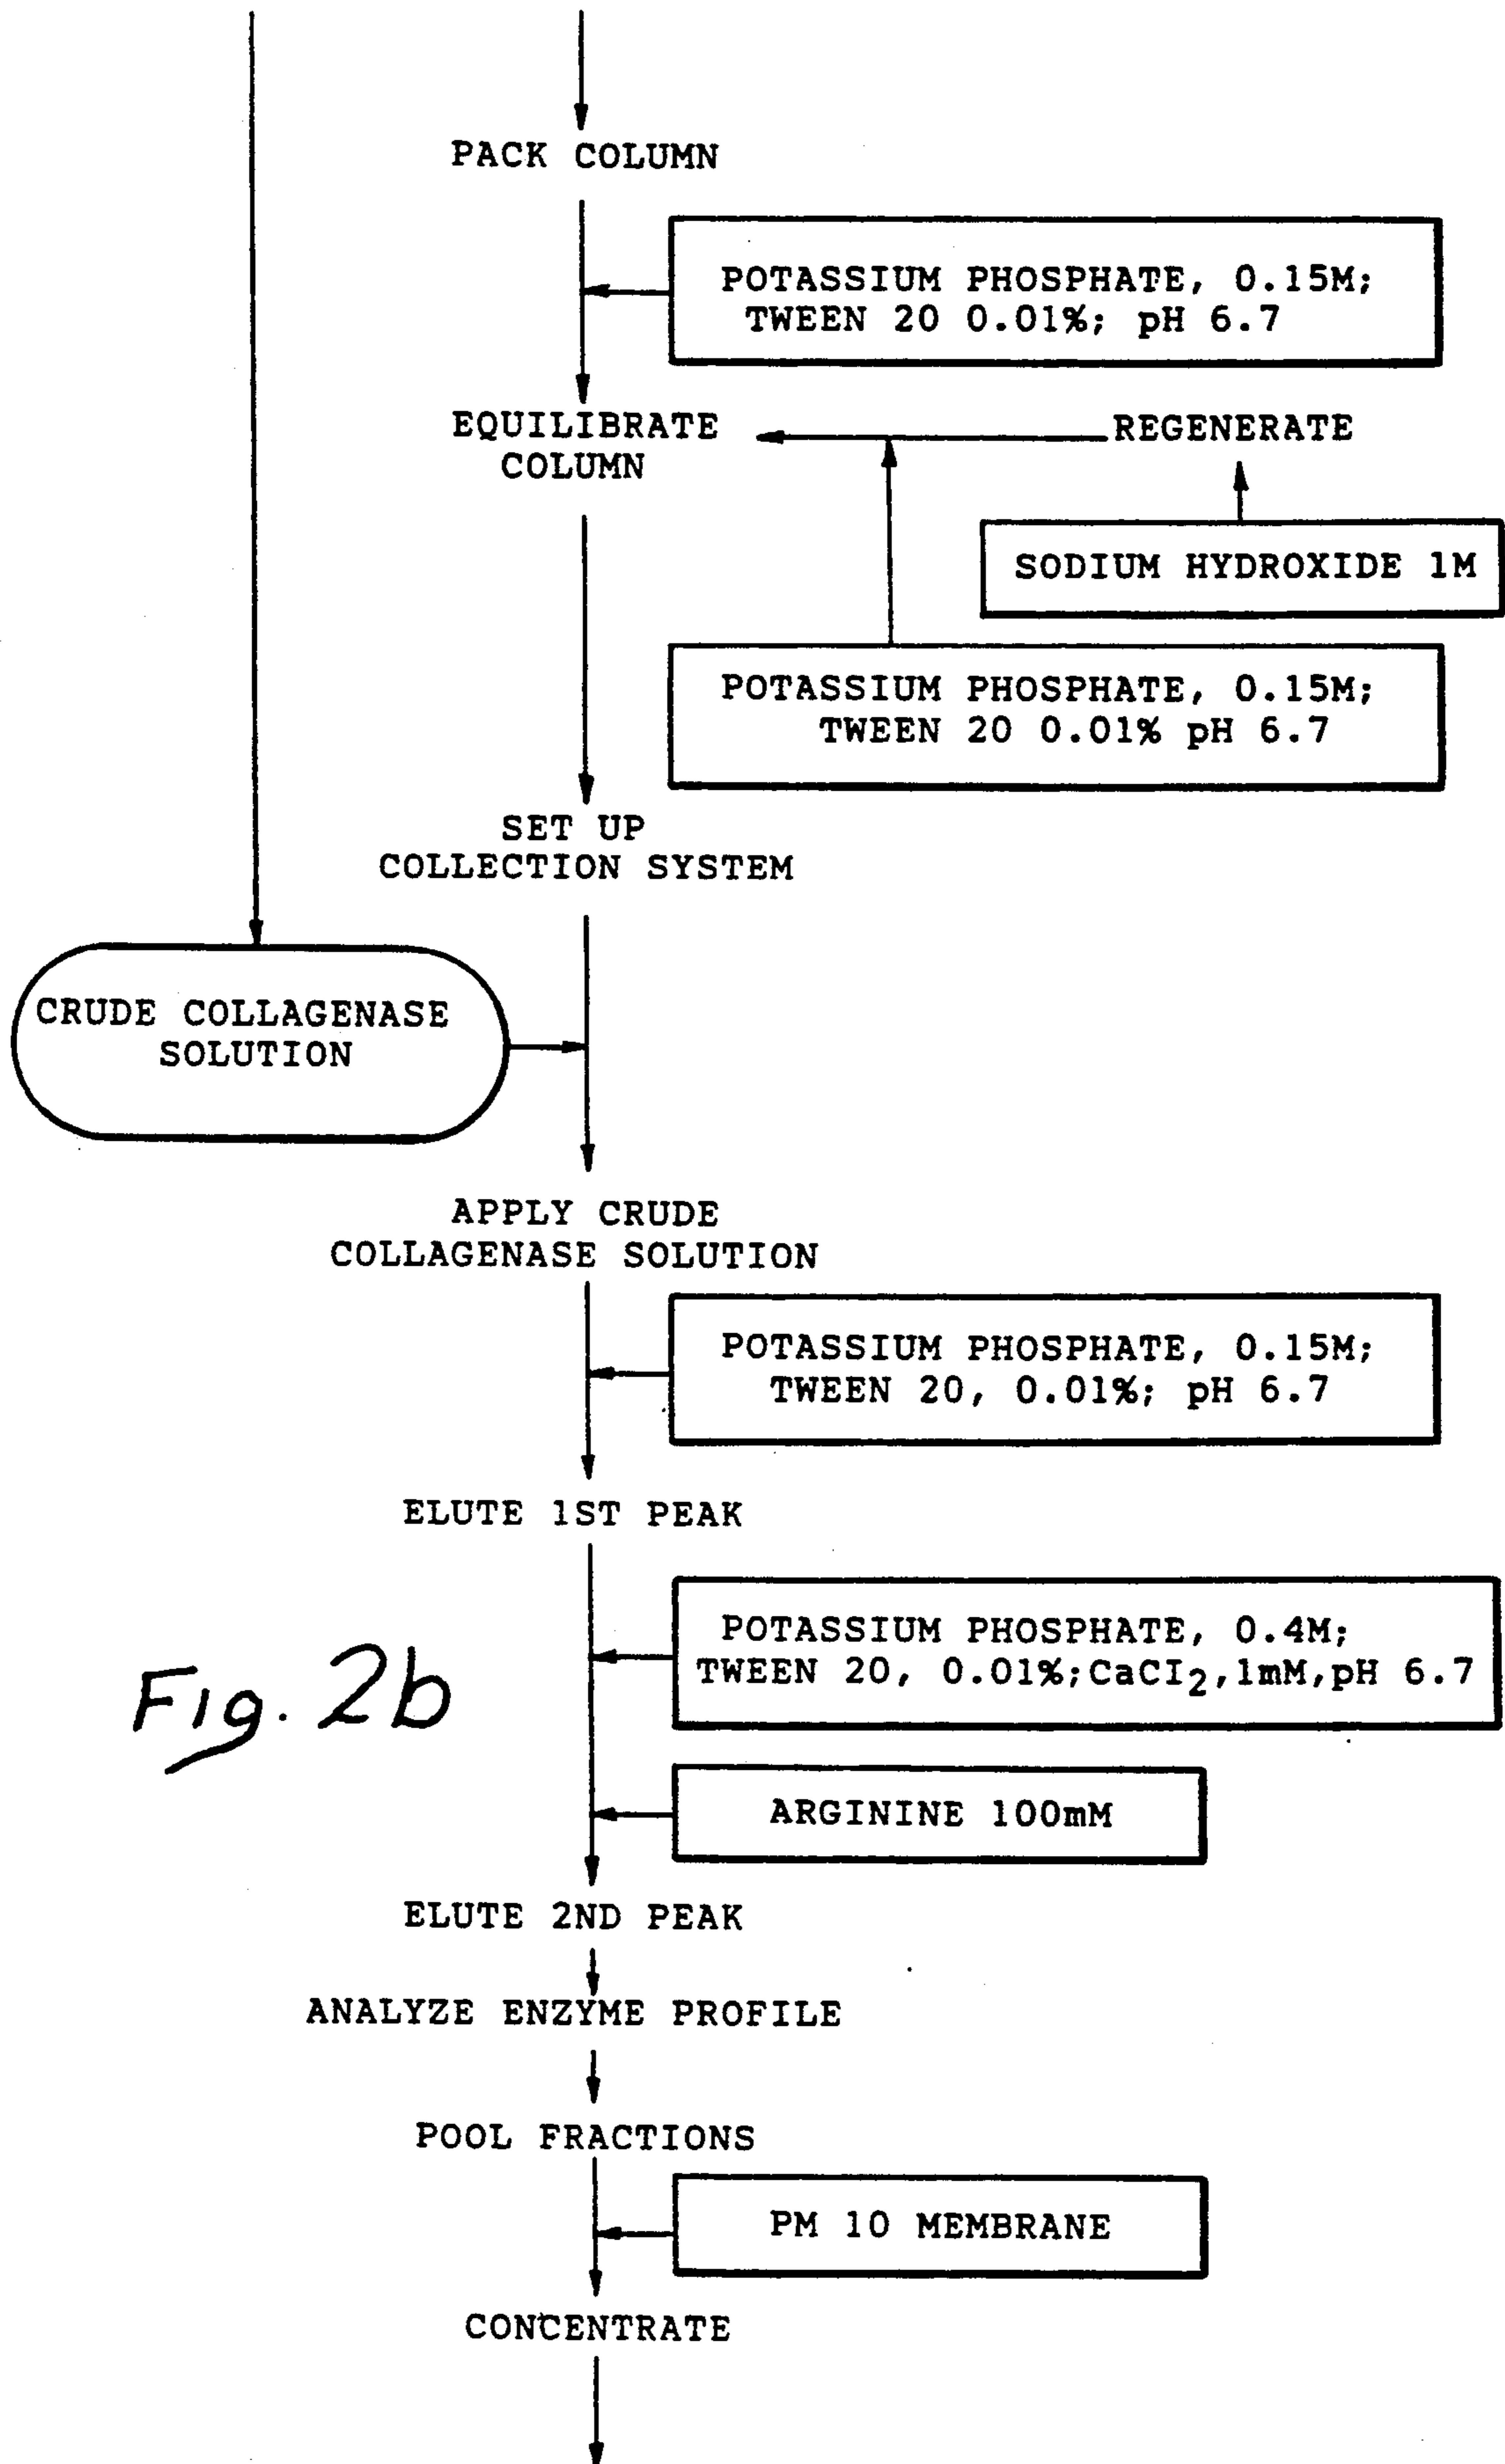 PACK COLUMN
POTASSIUM PHOSPHATE, 0.15M;
TWEEN 20 0.01%; pH 6.7
EQUILIBRATE
COLUMN
REGENERATE
SODIUM HYDROXIDE 1M
POTASSIUM PHOSPHATE, 0.15M;
TWEEN 20 0.01% pH 6.7
SET UP
COLLECTION SYSTEM
CRUDE COLLAGENASE
SOLUTION
APPLY CRUDE
COLLAGENASE SOLUTION
POTASSIUM PHOSPHATE, 0.15M;
TWEEN 20, 0.01%; pH 6.7
ELUTE 1ST PEAK
POTASSIUM PHOSPHATE, 0.4M;
TWEEN 20, 0.01%;CaCI2,1mM,pH 6.7
Fig. 2b
ARGININE 100mM
ELUTE 2ND PEAK
ANALYZE ENZYME PROFILE
POOL FRACTIONS
PM 10 MEMBRANE
CONCENTRATE